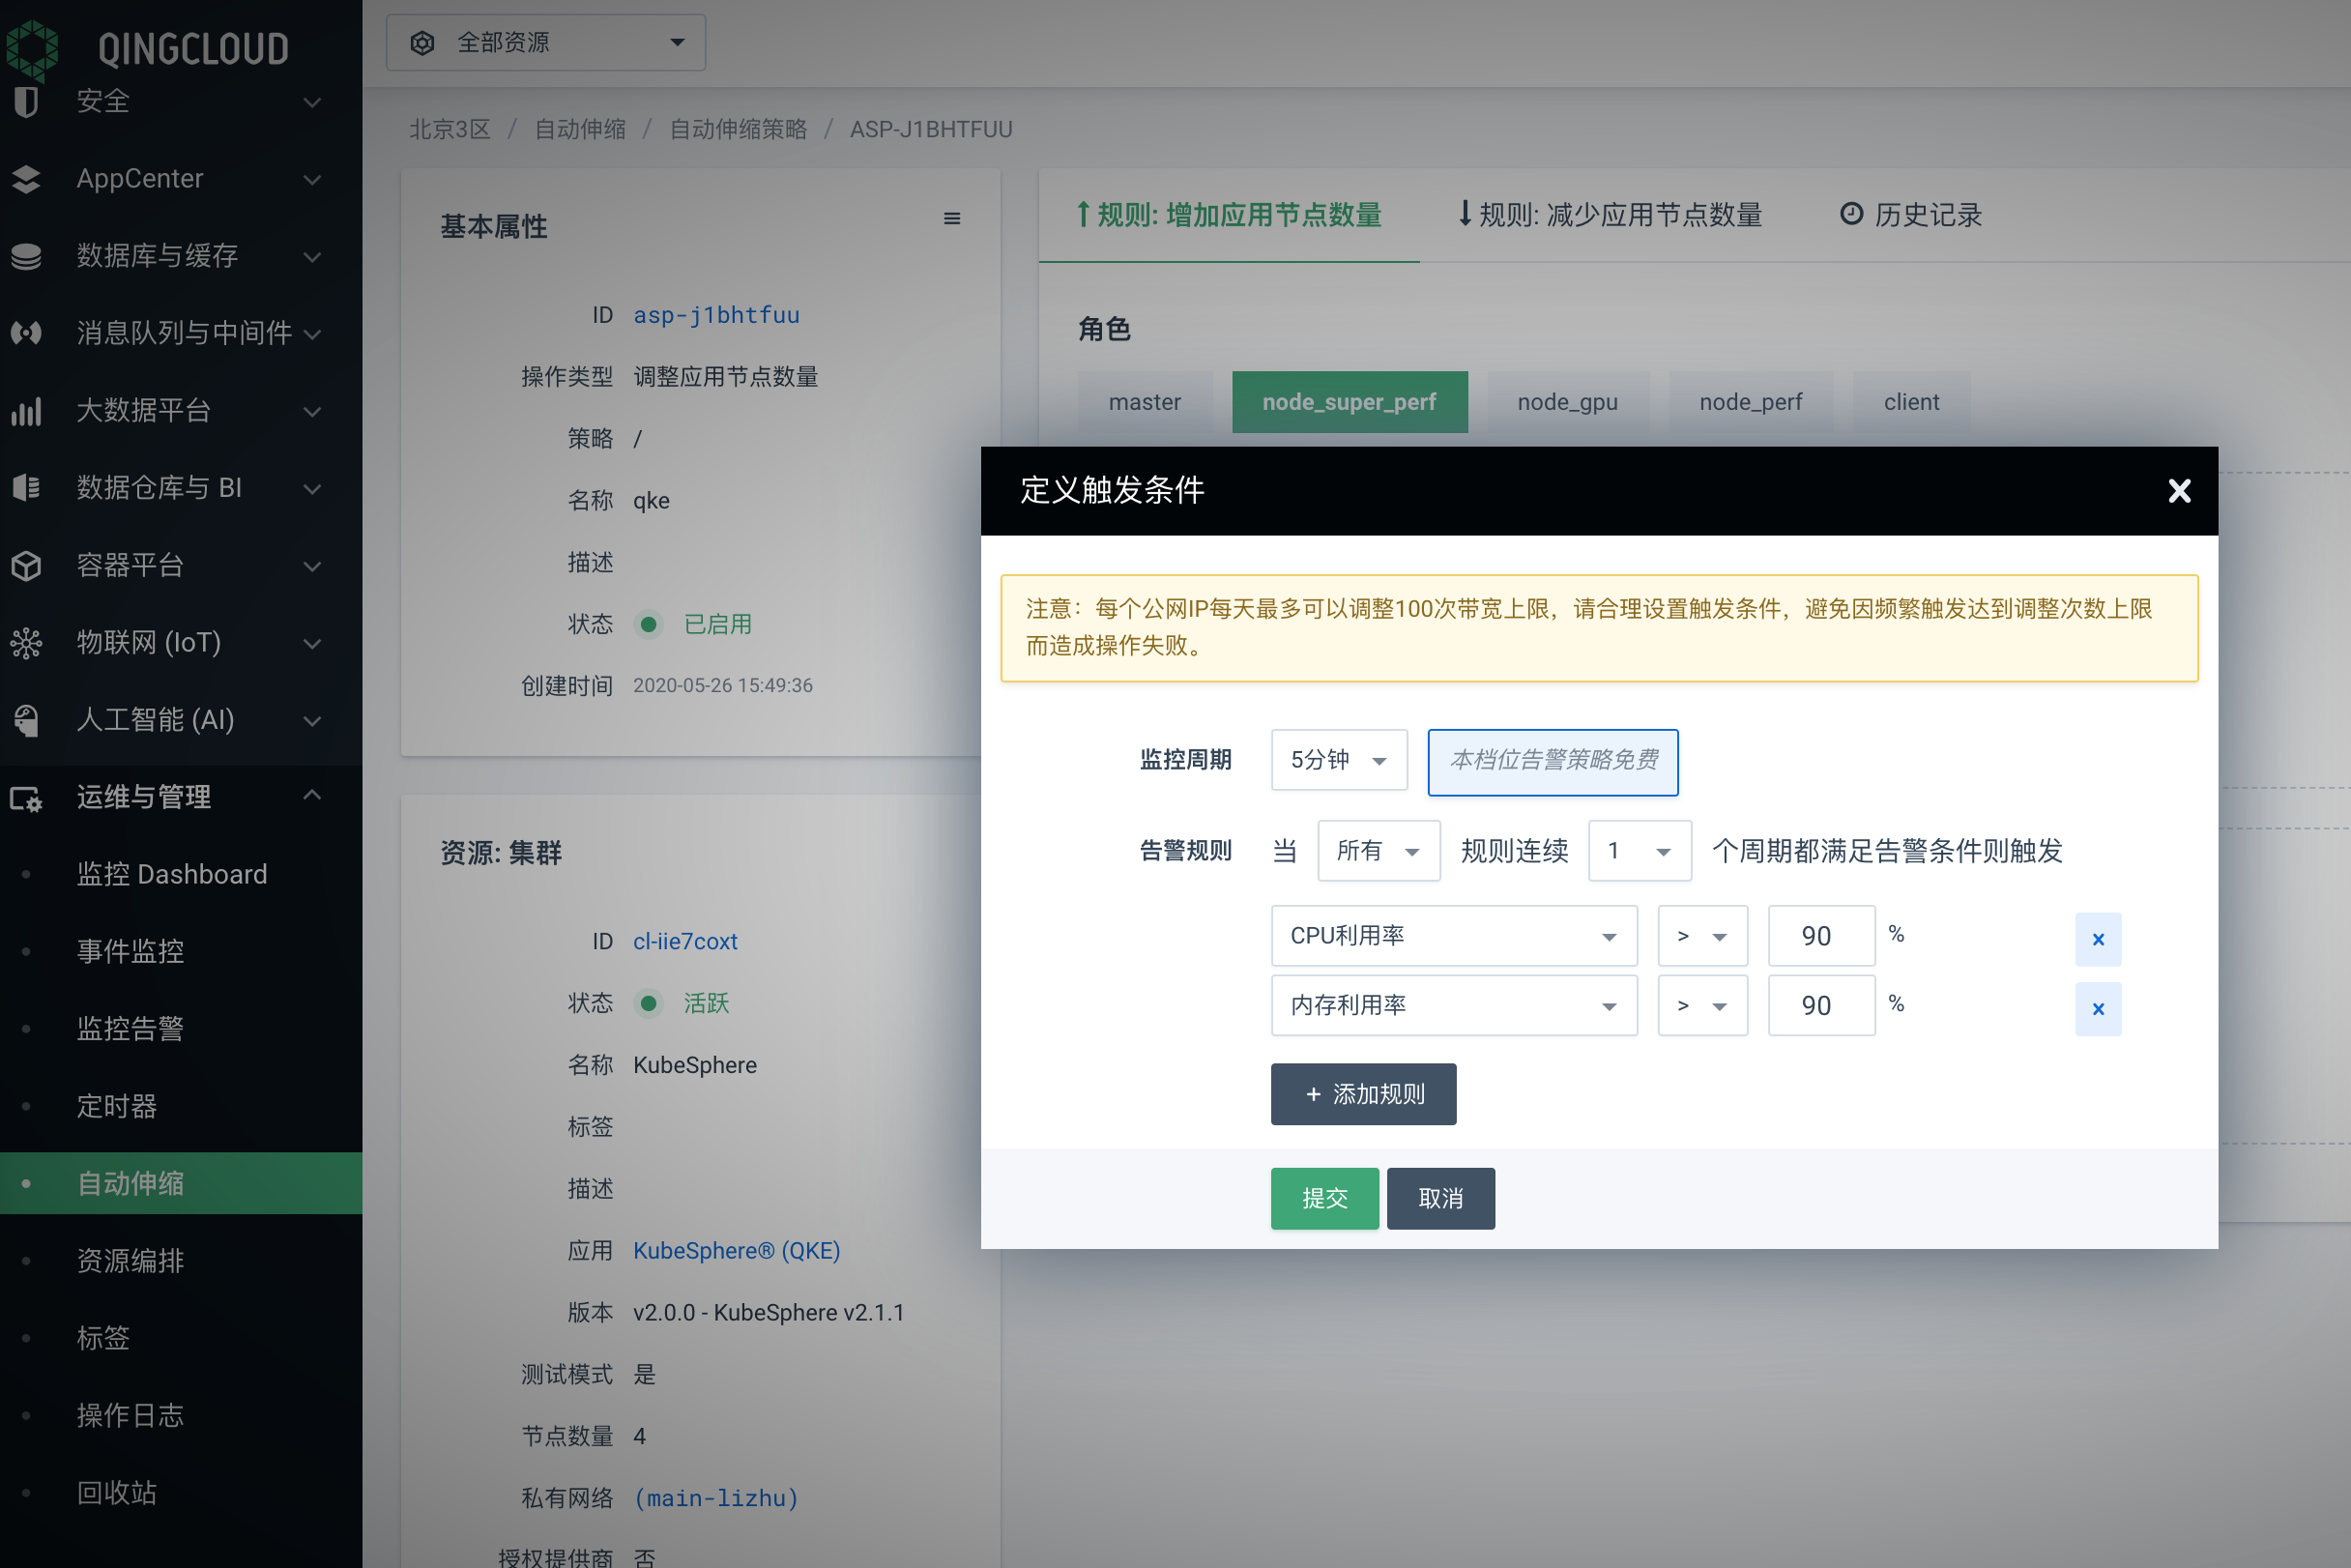 QINGCLOUD
全部资源
安全
AppCenter
数据库与缓存
消息队列与中间件
大数据平台
数据仓库与 BI
容器平台
物联网 (IoT)
人工智能 (AI)
运维与管理
监控 Dashboard
事件监控
监控告警
定时器
自动伸缩
资源编排
标签
操作日志
回收站
北京3区 / 自动伸缩 / 自动伸缩策略 / ASP-J1BHTFUU
基本属性
ID asp-j1bhtfuu
操作类型 调整应用节点数量
策略 /
名称 qke
描述
状态 已启用
创建时间 2020-05-26 15:49:36
资源: 集群
ID cl-iie7coxt
状态 活跃
名称 KubeSphere
标签
描述
应用 KubeSphere® (QKE)
版本 v2.0.0 - KubeSphere v2.1.1
测试模式 是
节点数量 4
私有网络 (main-lizhu)
授权提供商 否
规则: 增加应用节点数量 规则: 减少应用节点数量 历史记录
角色
master node_super_perf node_gpu node_perf client
定义触发条件
注意：每个公网IP每天最多可以调整100次带宽上限，请合理设置触发条件，避免因频繁触发达到调整次数上限
而造成操作失败。
监控周期 5分钟 本档位告警策略免费
告警规则 当 所有 规则连续 1 个周期都满足告警条件则触发
CPU利用率 > 90 %
内存利用率 > 90 %
+ 添加规则
提交 取消